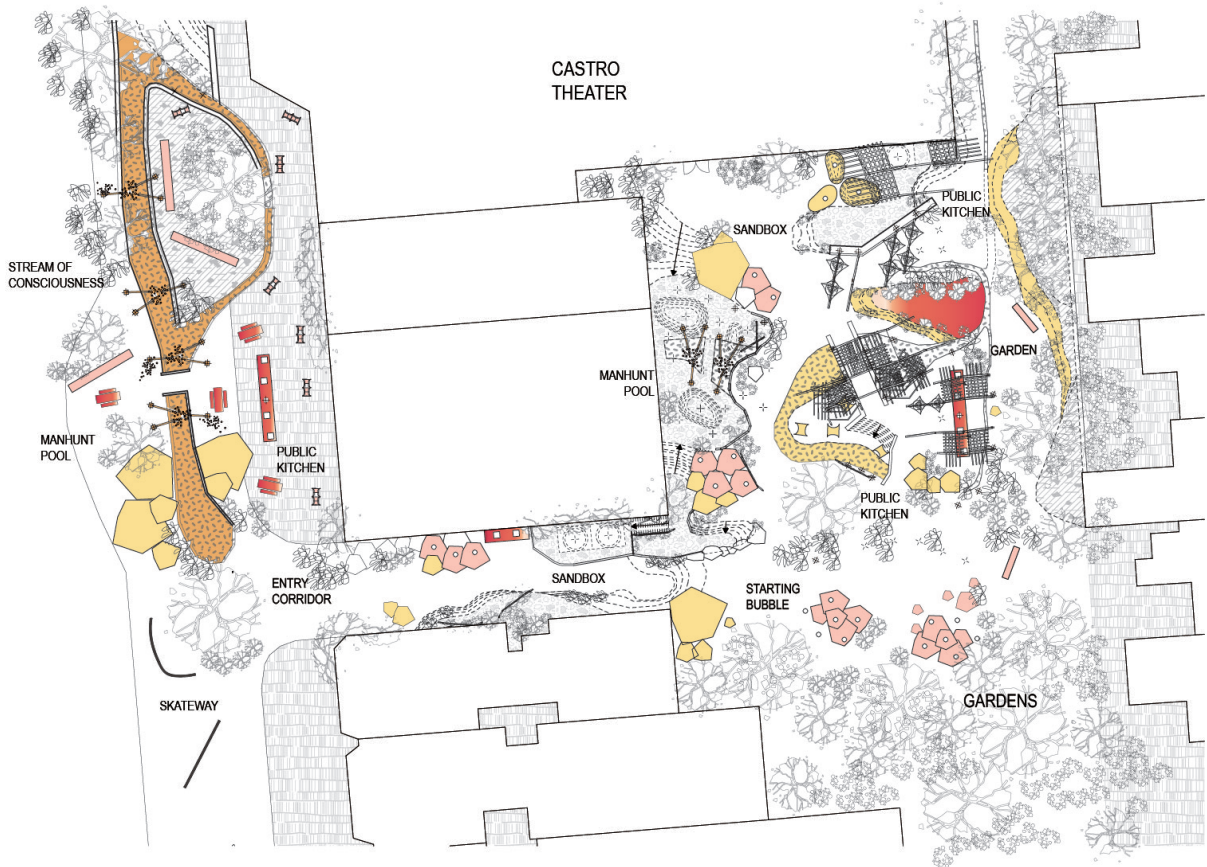 CASTRO
THEATER
PUBLIC
KITCHEN
SANDBOX
STREAM OF
CONSCIOUSNESS
GARDEN
MANHUNT
POOL
MANHUNT
POOL
PUBLIC
KITCHEN
PUBLIC
KITCHEN
ENTRY
CORRIDOR
SANDBOX
STARTING
BUBBLE
SKATEWAY
GARDENS